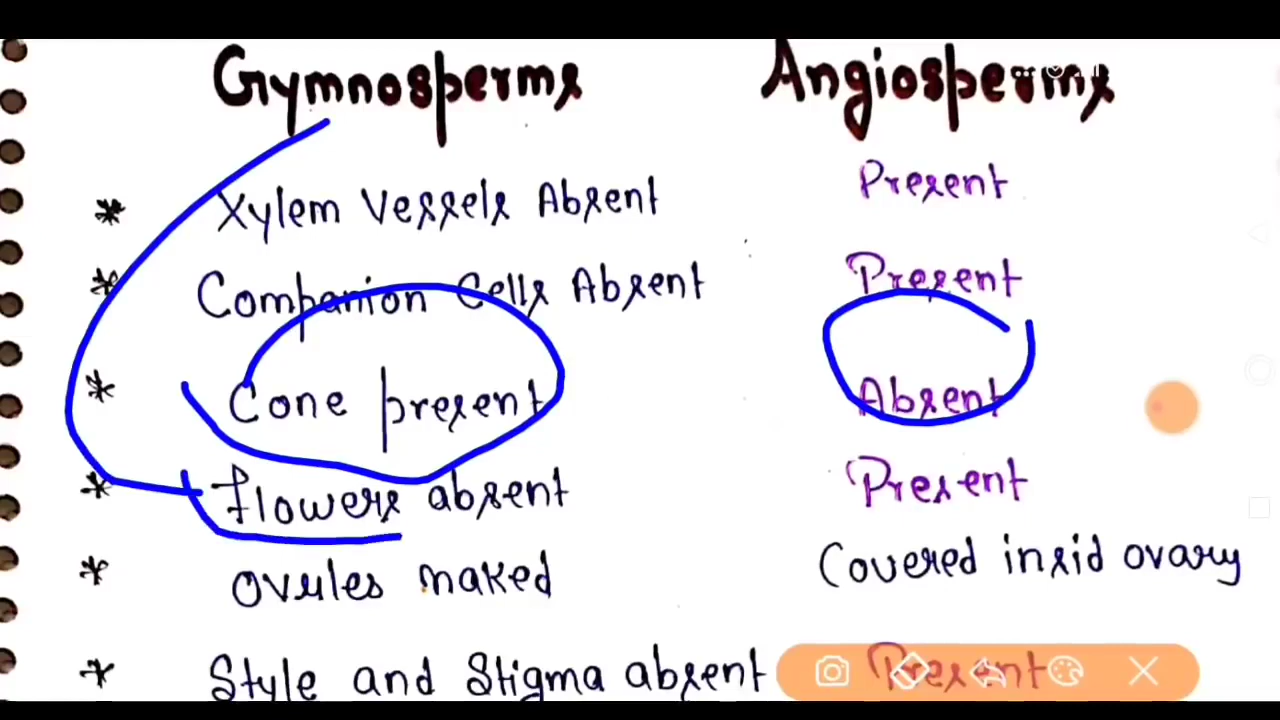 Gymnosperms Angiosperms
* Xylem Vessels Absent Present
* Companion Cells Absent Present
* Cone present Absent
* flowers absent Present
* Ovules naked Covered insid ovary
* Style and Stigma absent Present